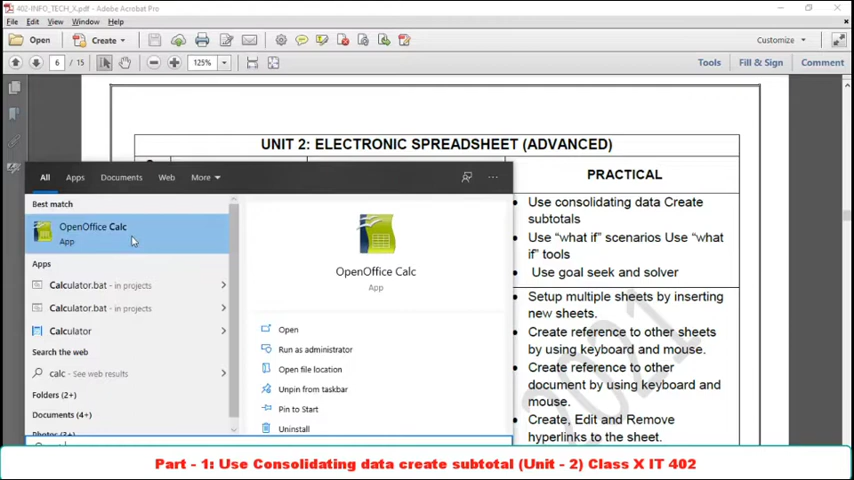 402-INFO_TECH_X.pdf - Adobe Acrobat Pro
File Edit View Window Help
Open Create Customize
6 / 15 125% Tools Fill & Sign Comment
UNIT 2: ELECTRONIC SPREADSHEET (ADVANCED)
PRACTICAL
Use consolidating data Create
subtotals
Use “what if” scenarios Use “what
if” tools
Use goal seek and solver
Setup multiple sheets by inserting
new sheets.
Create reference to other sheets
by using keyboard and mouse.
Create reference to other
document by using keyboard and
mouse.
Create, Edit and Remove
hyperlinks to the sheet.
2021
All Apps Documents Web More
Best match
OpenOffice Calc
App
Apps
Calculator.bat - in projects
Calculator.bat - in projects
Calculator
Search the web
calc - See web results
Folders (2+)
Documents (4+)
Photos (3+)
OpenOffice Calc
App
Open
Run as administrator
Open file location
Unpin from taskbar
Pin to Start
Uninstall
Part - 1: Use Consolidating data create subtotal (Unit - 2) Class X IT 402